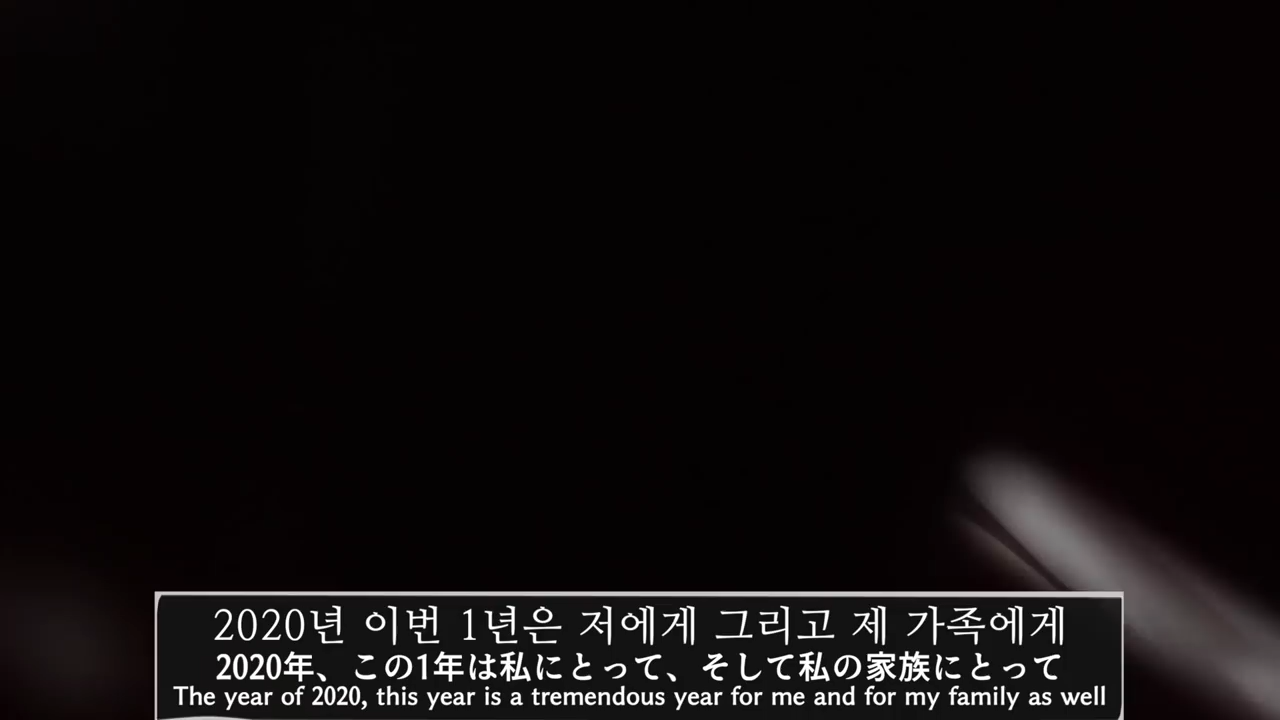 2020년 이번 1년은 저에게 그리고 제 가족에게
2020年、この1年は私にとって、そして私の家族にとって
The year of 2020, this year is a tremendous year for me and for my family as well